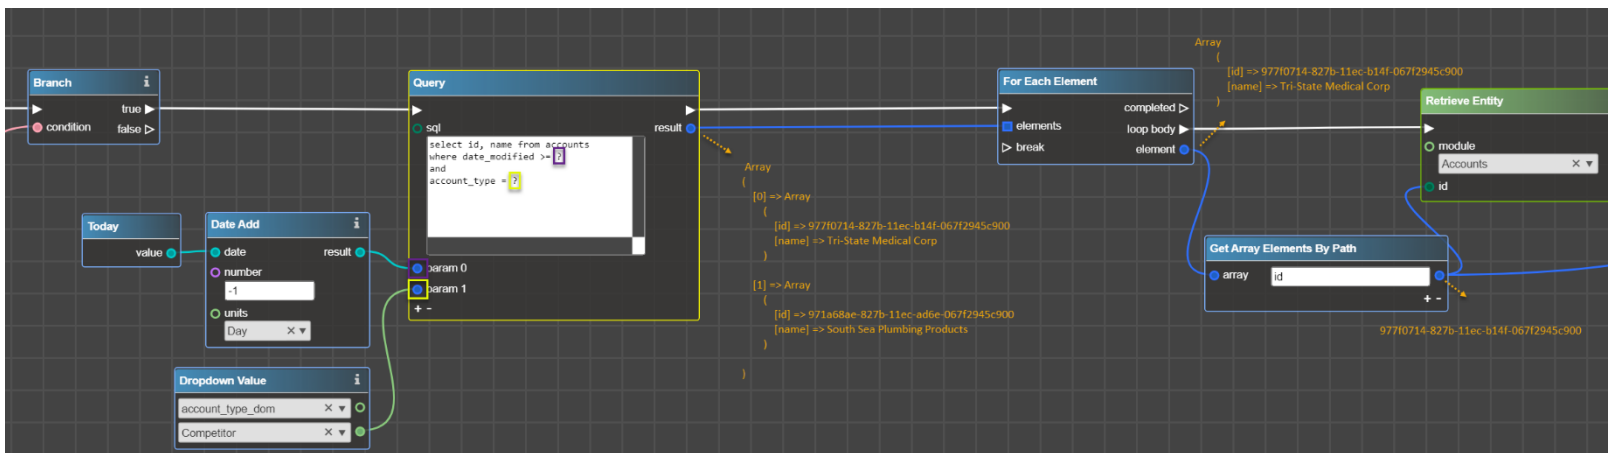 Branch i
true
condition false
Today
value
Date Add i
date result
number
-1
units
Day
Dropdown Value i
account_type_dom
Competitor
Query
sql result
select id, name from accounts
where date_modified >= ?
and
account_type = ?
param 0
param 1
+ -
Array
(
[0] => Array
(
[id] => 977f0714-827b-11ec-b14f-067f2945c900
[name] => Tri-State Medical Corp
)
[1] => Array
(
[id] => 971a68ae-827b-11ec-ad6e-067f2945c900
[name] => South Sea Plumbing Products
)
)
For Each Element
completed
elements loop body
break element
Array
(
[id] => 977f0714-827b-11ec-b14f-067f2945c900
[name] => Tri-State Medical Corp
)
Retrieve Entity
module
Accounts
id
Get Array Elements By Path
array id
+ -
977f0714-827b-11ec-b14f-067f2945c900